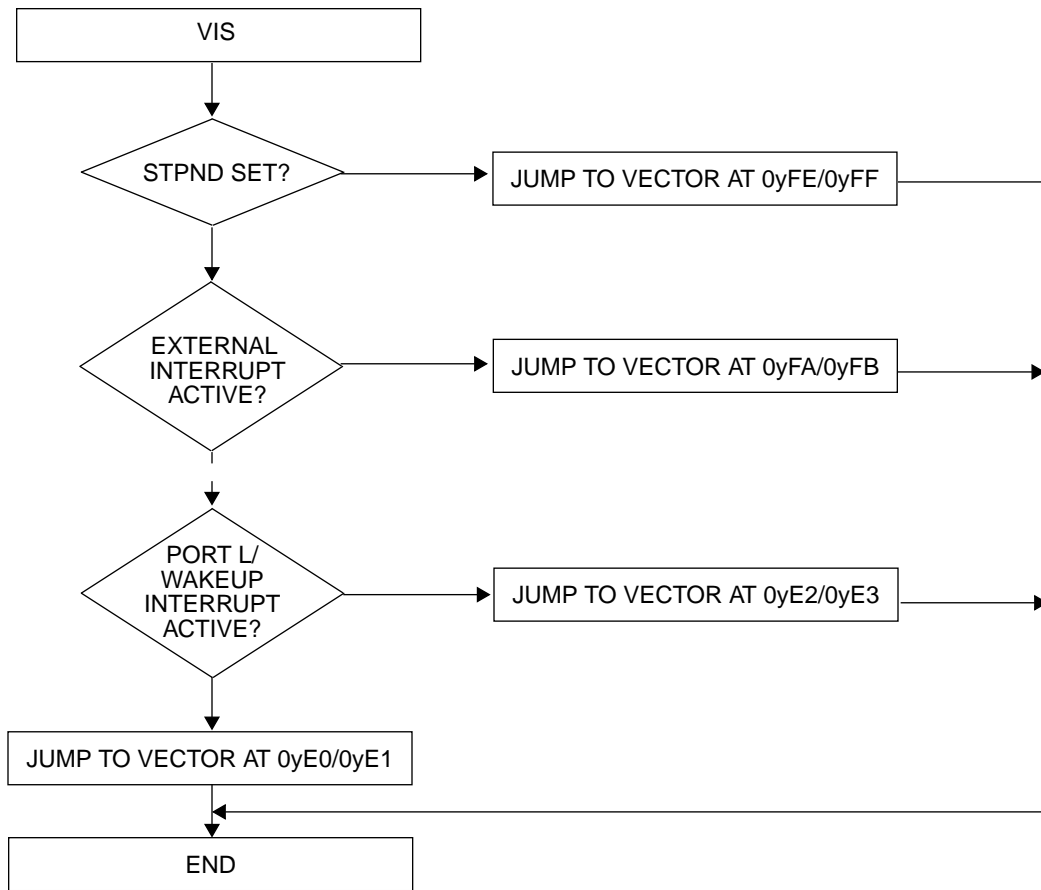 VIS
STPND SET?
JUMP TO VECTOR AT 0yFE/0yFF
EXTERNAL
INTERRUPT
ACTIVE?
JUMP TO VECTOR AT 0yFA/0yFB
PORT L/
WAKEUP
INTERRUPT
ACTIVE?
JUMP TO VECTOR AT 0yE2/0yE3
JUMP TO VECTOR AT 0yE0/0yE1
END